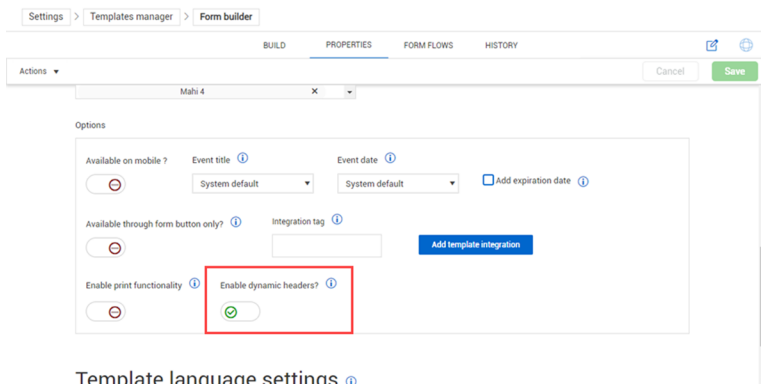 Settings > Templates manager > Form builder
BUILD PROPERTIES FORM FLOWS HISTORY
Actions Cancel Save
Mahi 4
Options
Available on mobile ? Event title Event date
System default System default Add expiration date
Available through form button only? Integration tag
Add template integration
Enable print functionality Enable dynamic headers?
Template language settings